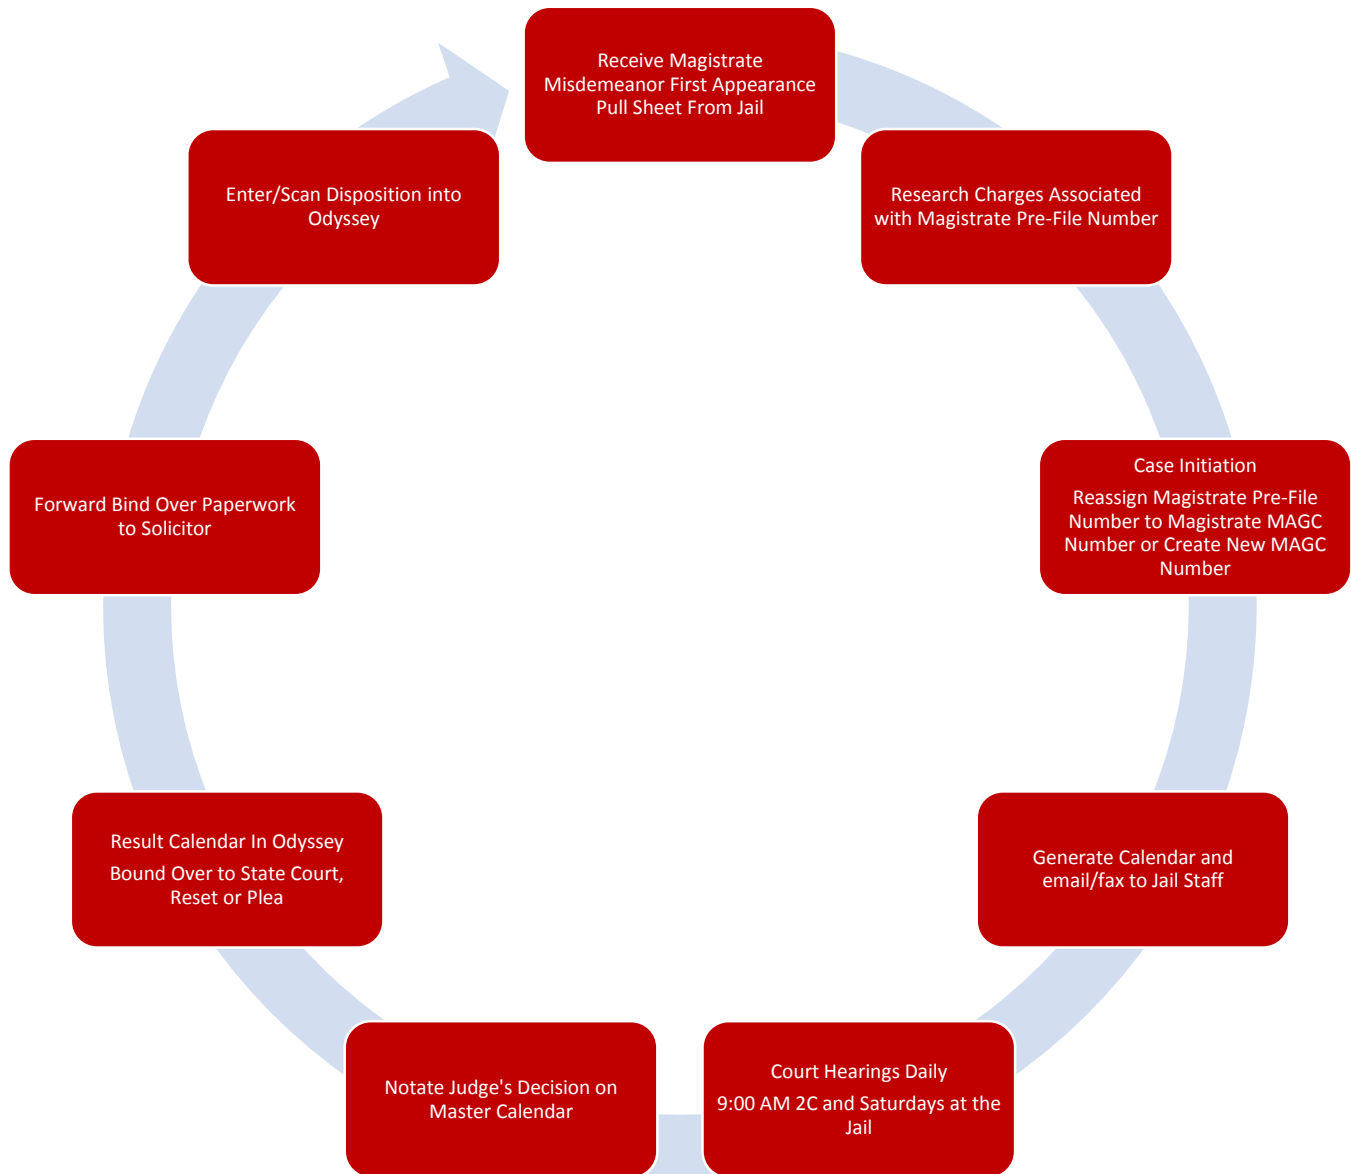 Receive Magistrate
Misdemeanor First Appearance
Pull Sheet From Jail
Research Charges Associated
with Magistrate Pre-File Number
Case Initiation
Reassign Magistrate Pre-File
Number to Magistrate MAGC
Number or Create New MAGC
Number
Generate Calendar and
email/fax to Jail Staff
Court Hearings Daily
9:00 AM 2C and Saturdays at the
Jail
Notate Judge's Decision on
Master Calendar
Result Calendar In Odyssey
Bound Over to State Court,
Reset or Plea
Forward Bind Over Paperwork
to Solicitor
Enter/Scan Disposition into
Odyssey